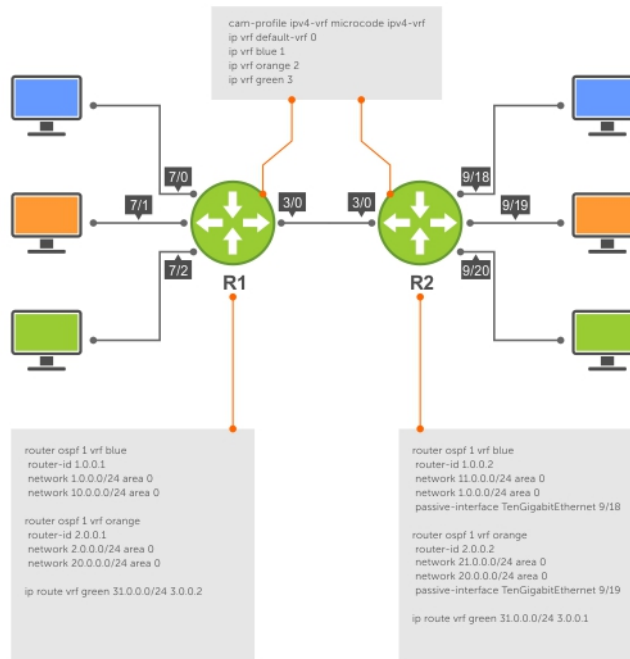 cam-profile ipv4-vrf microcode ipv4-vrf
ip vrf default-vrf 0
ip vrf blue 1
ip vrf orange 2
ip vrf green 3
7/0
9/18
7/1
3/0
3/0
9/19
7/2
9/20
R1
R2
router ospf 1 vrf blue
router-id 1.0.0.1
network 1.0.0.0/24 area 0
network 10.0.0.0/24 area 0
router ospf 1 vrf orange
router-id 2.0.0.1
network 2.0.0.0/24 area 0
network 20.0.0.0/24 area 0
ip route vrf green 31.0.0.0/24 3.0.0.2
router ospf 1 vrf blue
router-id 1.0.0.2
network 11.0.0.0/24 area 0
network 1.0.0.0/24 area 0
passive-interface TenGigabitEthernet 9/18
router ospf 1 vrf orange
router-id 2.0.0.2
network 21.0.0.0/24 area 0
network 20.0.0.0/24 area 0
passive-interface TenGigabitEthernet 9/19
ip route vrf green 31.0.0.0/24 3.0.0.1